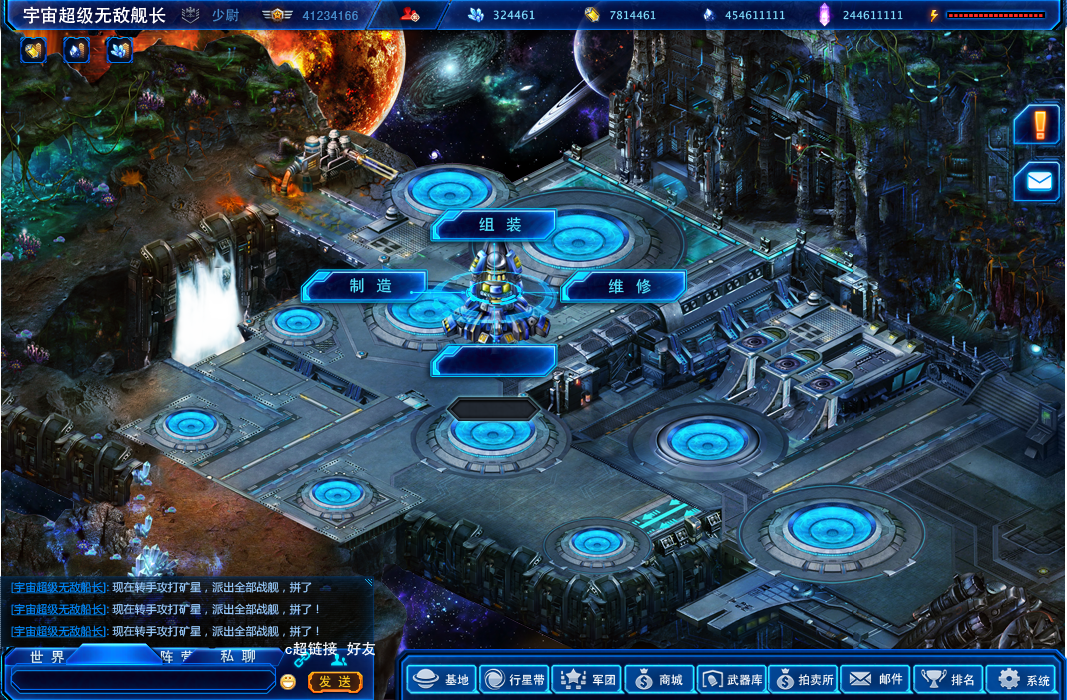 宇宙超级无敌舰长 少尉 41234166 324461 7814461 454611111 244611111
组装
制造 维修
[宇宙超级无敌船长]: 现在转手攻打矿星，派出全部战舰，拼了
[宇宙超级无敌船长]: 现在转手攻打矿星，派出全部战舰，拼了！
[宇宙超级无敌船长]: 现在转手攻打矿星，派出全部战舰，拼了！
c超链接 好友
世界 阵营 私聊
发送
基地 行星带 军团 商城 武器库 拍卖所 邮件 排名 系统